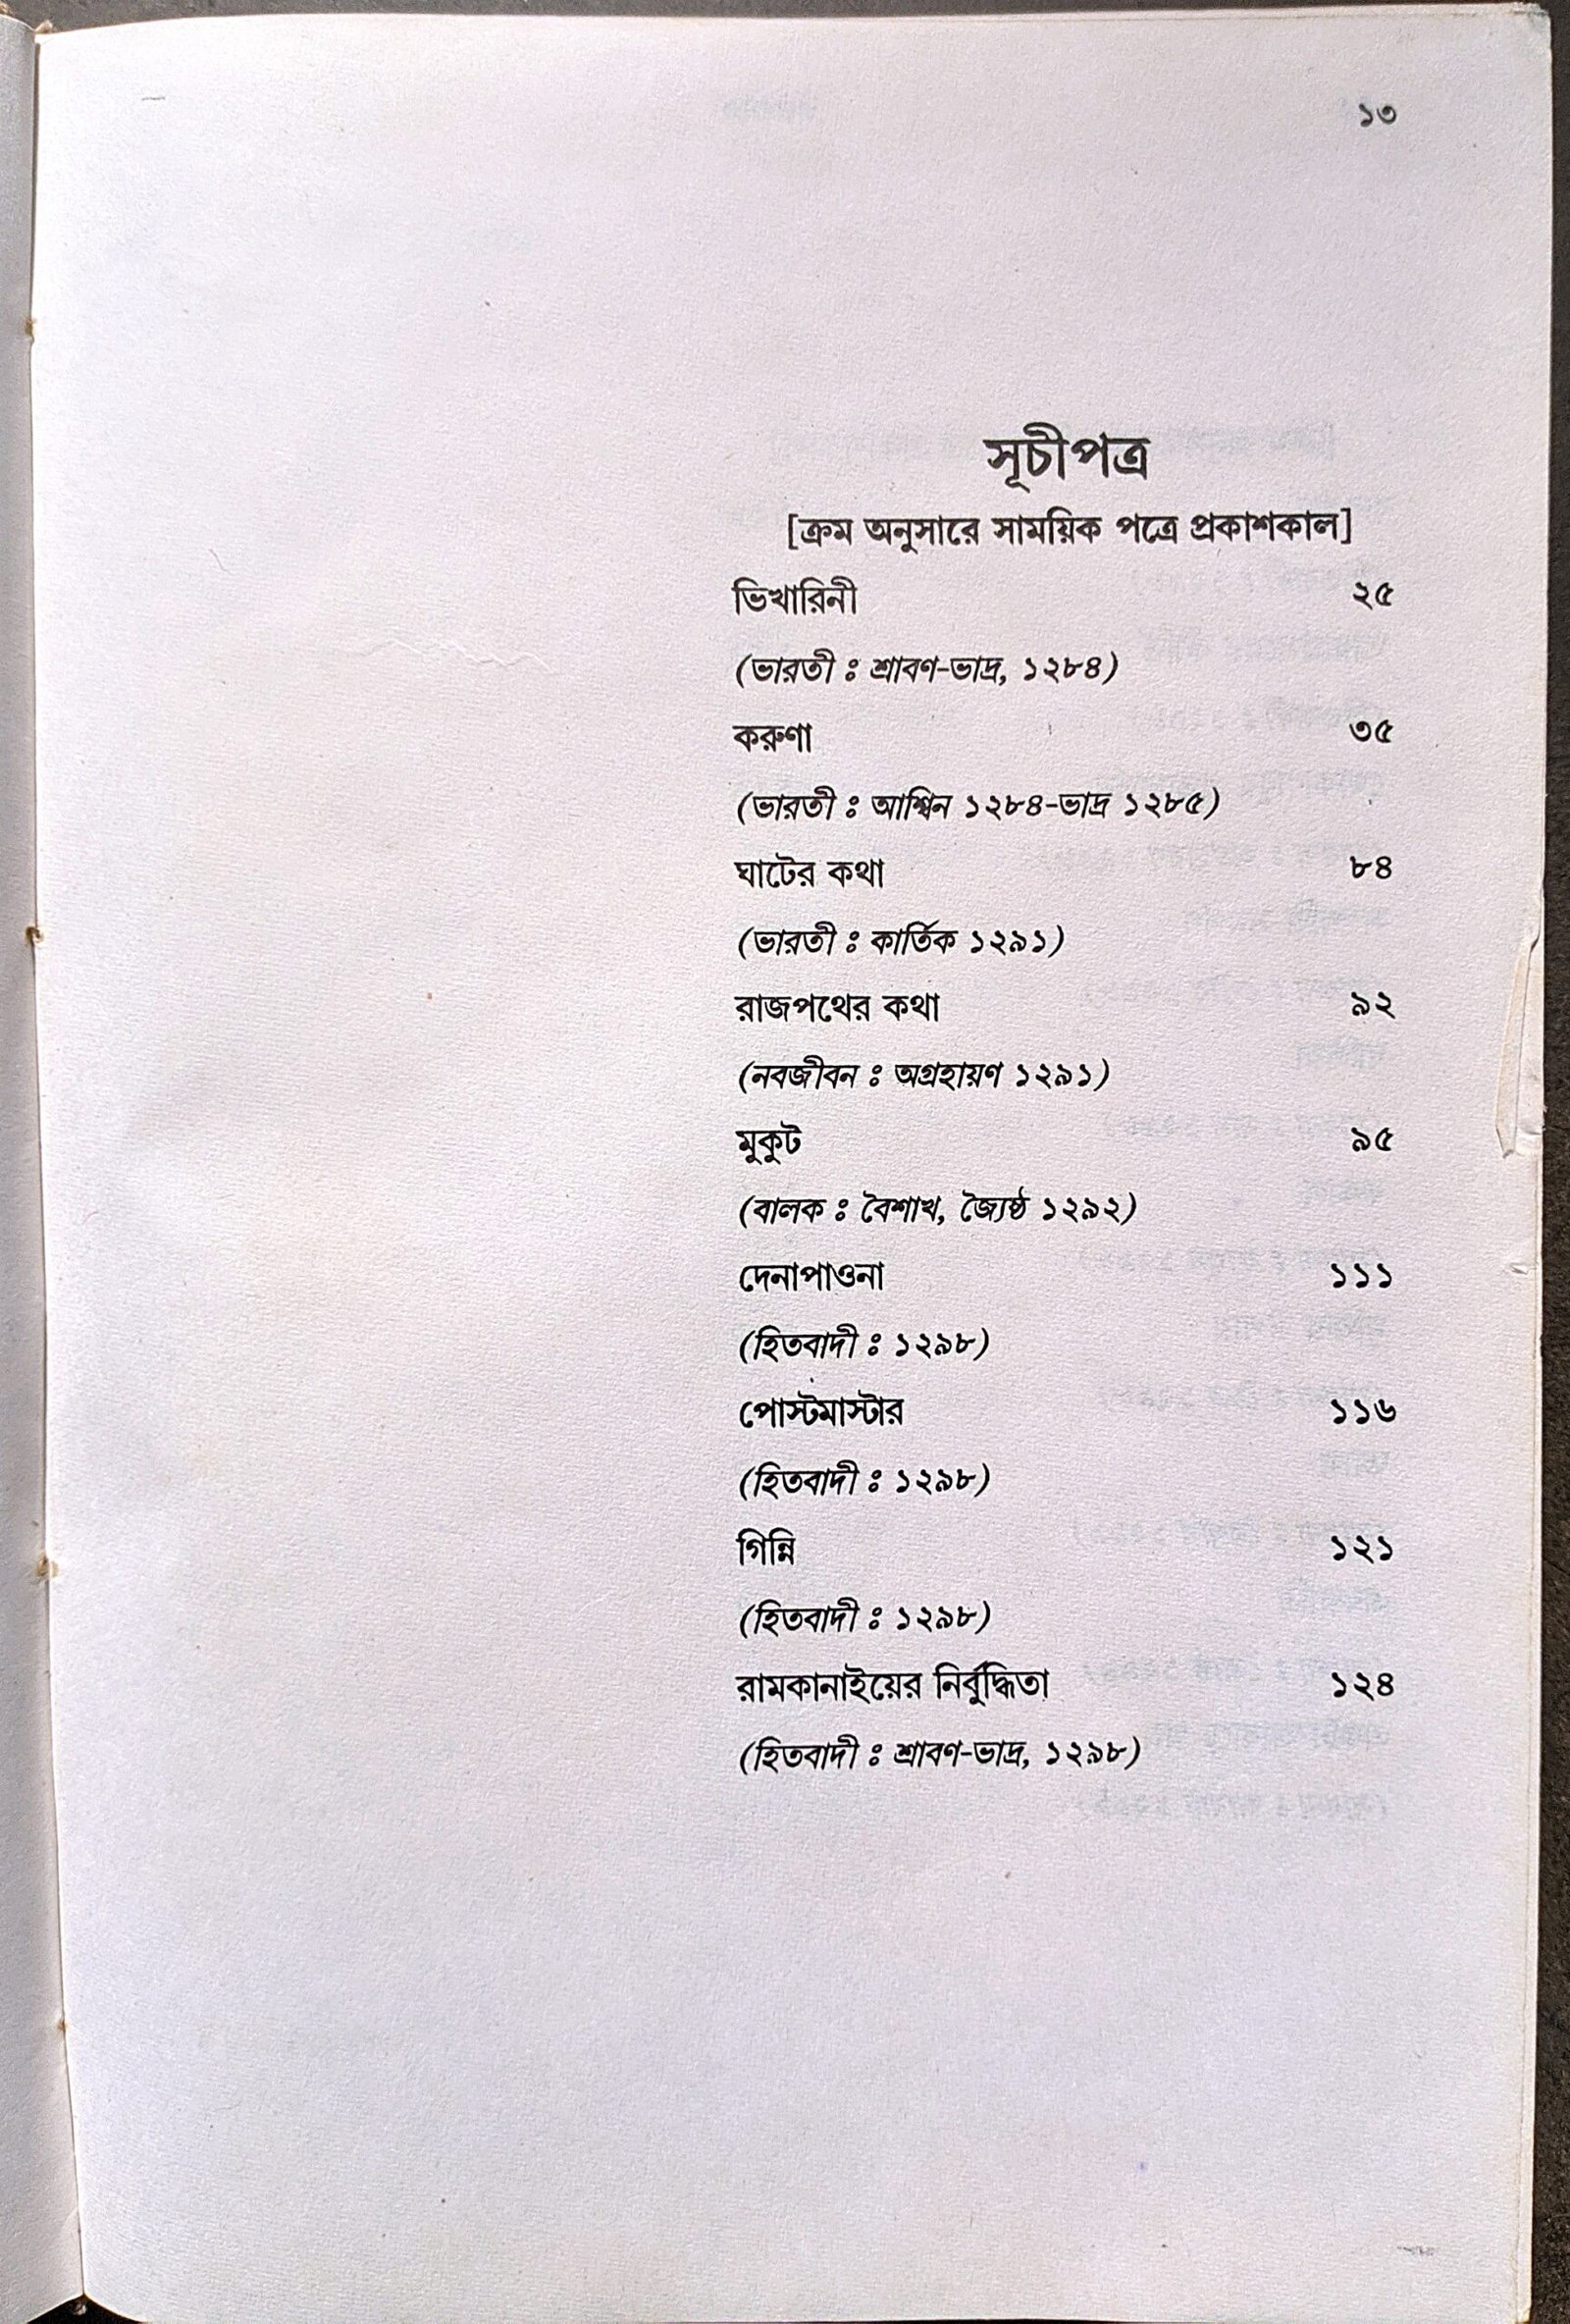 ১৩
সূচীপত্র
[ক্রম অনুসারে সাময়িক পত্রে প্রকাশকাল]
ভিখারিনী ২৫
(ভারতী ঃ শ্রাবণ-ভাদ্র, ১২৮৪)
করুণা ৩৫
(ভারতী ঃ আশ্বিন ১২৮৪-ভাদ্র ১২৮৫)
ঘাটের কথা ৮৪
(ভারতী ঃ কার্তিক ১২৯১)
রাজপথের কথা ৯২
(নবজীবন ঃ অগ্রহায়ণ ১২৯১)
মুকুট ৯৫
(বালক ঃ বৈশাখ, জ্যৈষ্ঠ ১২৯২)
দেনাপাওনা ১১১
(হিতবাদী ঃ ১২৯৮)
পোস্টমাস্টার ১১৬
(হিতবাদী ঃ ১২৯৮)
গিন্নি ১২১
(হিতবাদী ঃ ১২৯৮)
রামকানাইয়ের নির্বুদ্ধিতা ১২৪
(হিতবাদী ঃ শ্রাবণ-ভাদ্র, ১২৯৮)